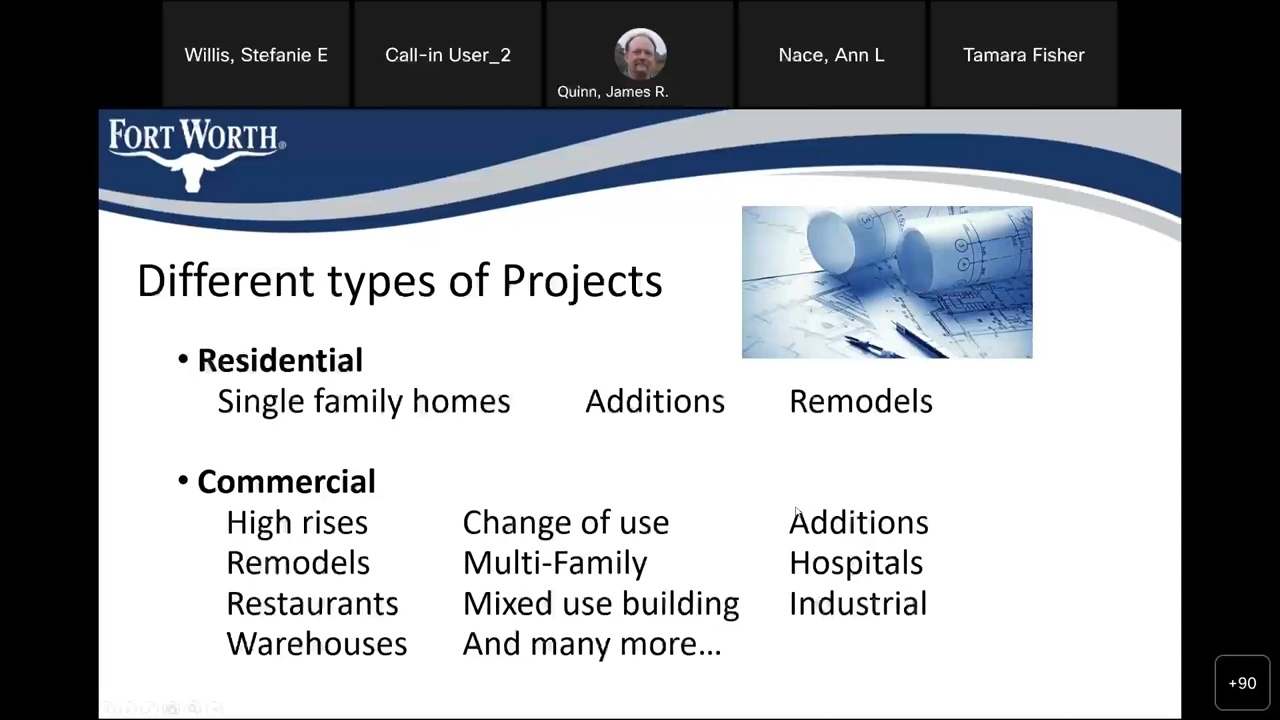 Willis, Stefanie E
Call-in User_2
Quinn, James R.
Nace, Ann L
Tamara Fisher
FORT WORTH®
Different types of Projects
• Residential
Single family homes Additions Remodels
• Commercial
High rises Change of use Additions
Remodels Multi-Family Hospitals
Restaurants Mixed use building Industrial
Warehouses And many more...
+90